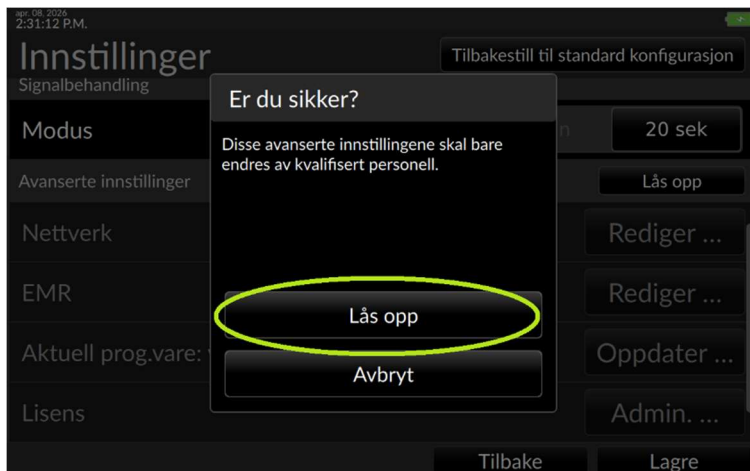 apr. 08, 2026
2:31:12 P.M.
Innstillinger
Tilbakestill til standard konfigurasjon
Signalbehandling
Er du sikker?
Modus
20 sek
Disse avanserte innstillingene skal bare
endres av kvalifisert personell.
Avanserte innstillinger
Lås opp
Nettverk
Rediger ...
EMR
Rediger ...
Lås opp
Aktuell prog.vare:
Oppdater ...
Avbryt
Lisens
Admin. ...
Tilbake
Lagre